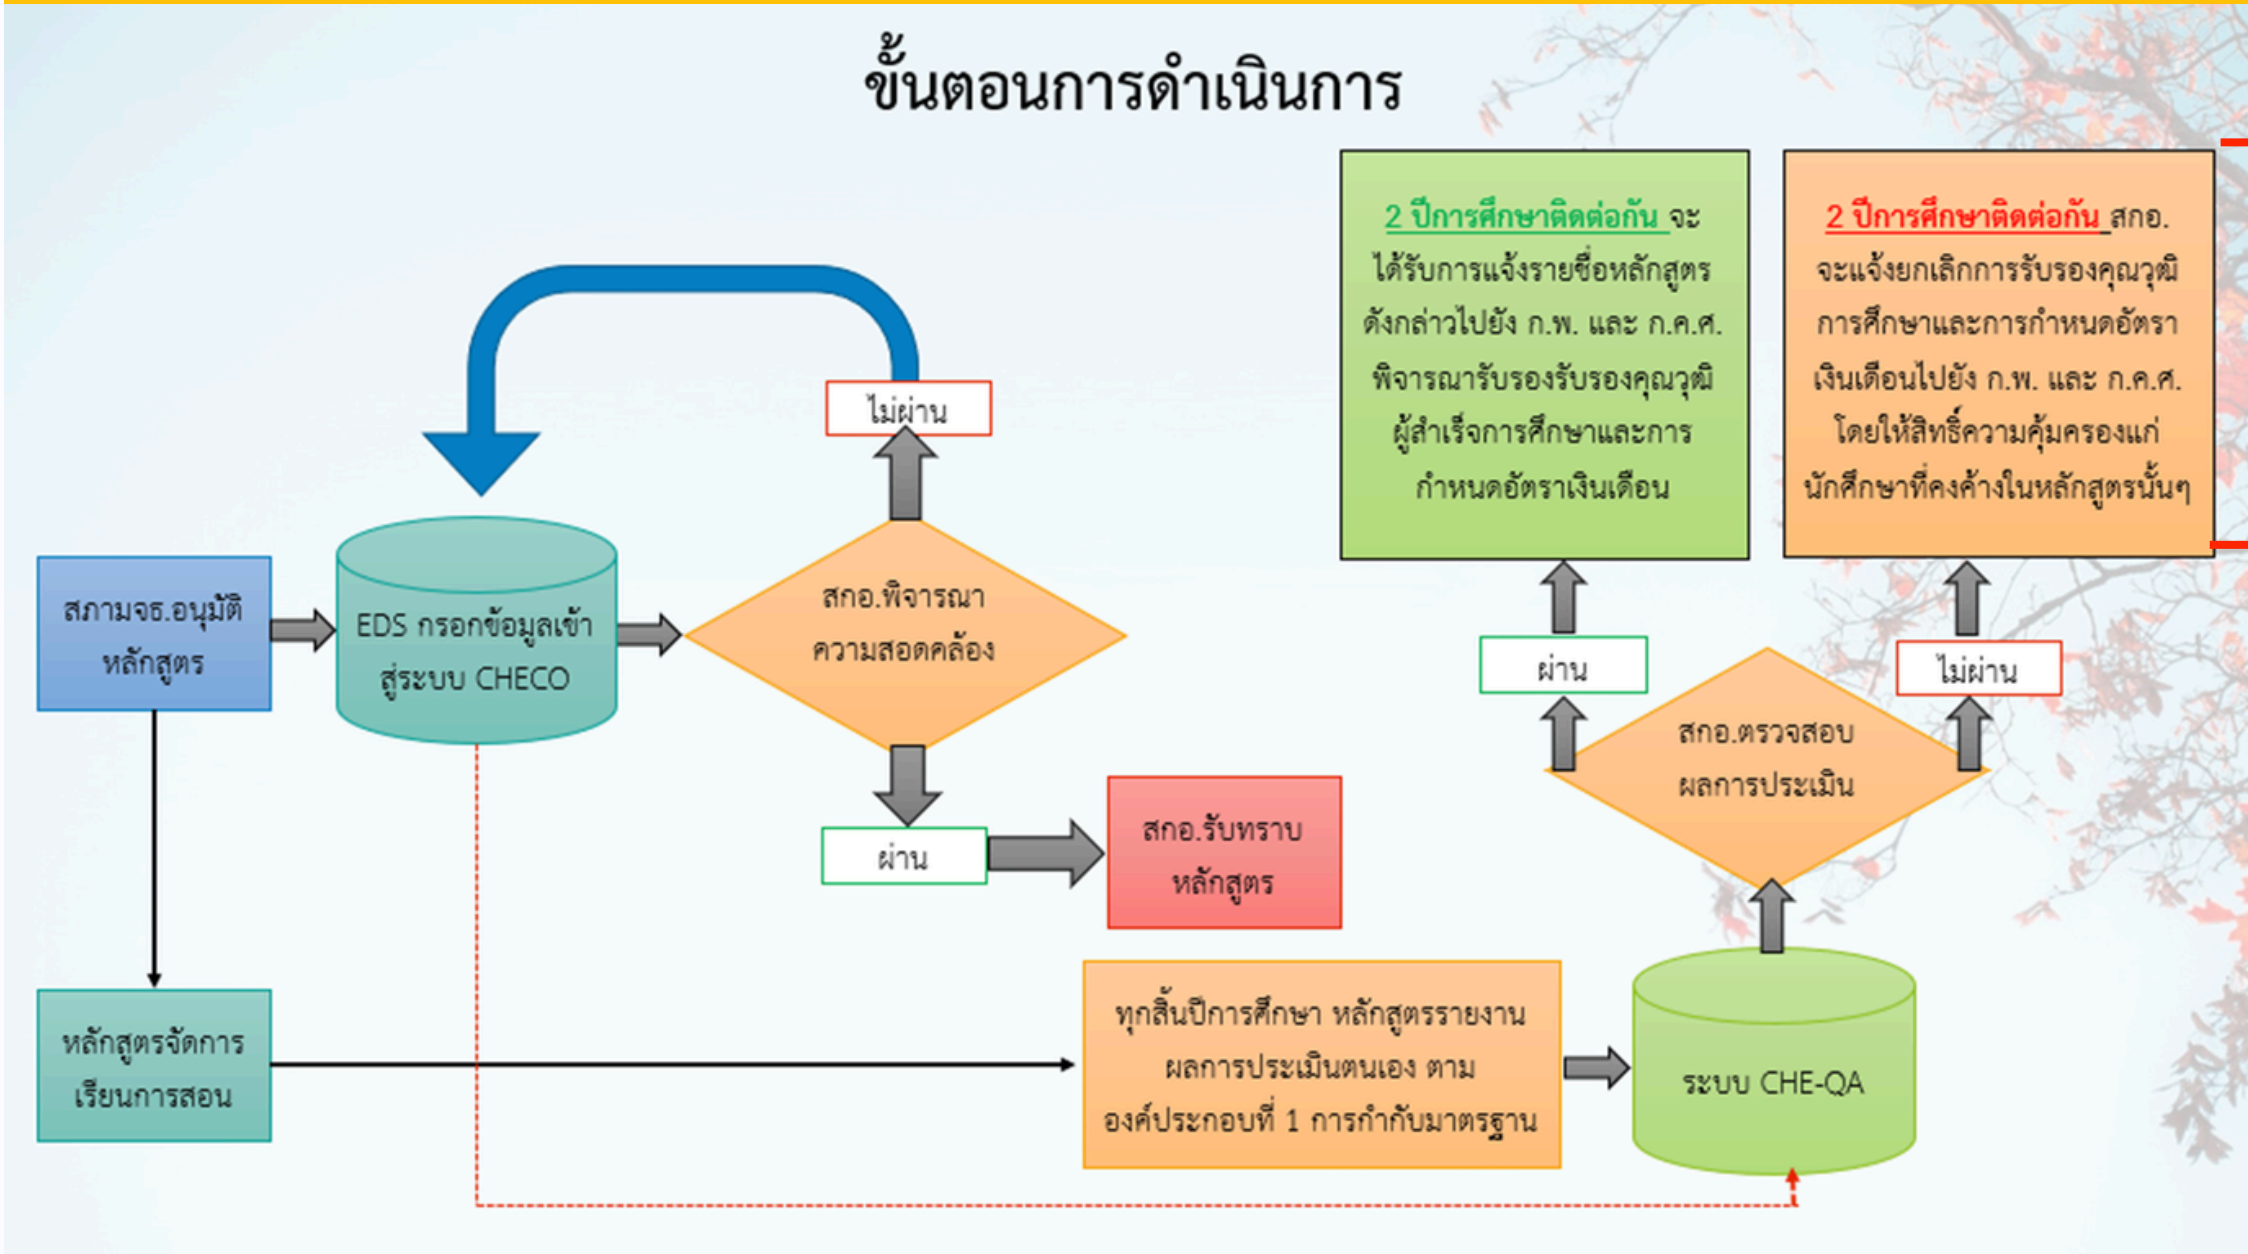 ขั้นตอนการดำเนินการ
2 ปีการศึกษาติดต่อกัน จะ
ได้รับการแจ้งรายชื่อหลักสูตร
ดังกล่าวไปยัง ก.พ. และ ก.ค.ศ.
พิจารณารับรองรับรองคุณวุฒิ
ผู้สำเร็จการศึกษาและการ
กำหนดอัตราเงินเดือน
2 ปีการศึกษาติดต่อกัน สกอ.
จะแจ้งยกเลิกการรับรองคุณวุฒิ
การศึกษาและการกำหนดอัตรา
เงินเดือนไปยัง ก.พ. และ ก.ค.ศ.
โดยให้สิทธิ์ความคุ้มครองแก่
นักศึกษาที่คงค้างในหลักสูตรนั้นๆ
ไม่ผ่าน
สภามจธ.อนุมัติ
หลักสูตร
EDS กรอกข้อมูลเข้า
สู่ระบบ CHECO
สกอ.พิจารณา
ความสอดคล้อง
ผ่าน
ไม่ผ่าน
สกอ.ตรวจสอบ
ผลการประเมิน
ผ่าน
สกอ.รับทราบ
หลักสูตร
หลักสูตรจัดการ
เรียนการสอน
ทุกสิ้นปีการศึกษา หลักสูตรรายงาน
ผลการประเมินตนเอง ตาม
องค์ประกอบที่ 1 การกำกับมาตรฐาน
ระบบ CHE-QA